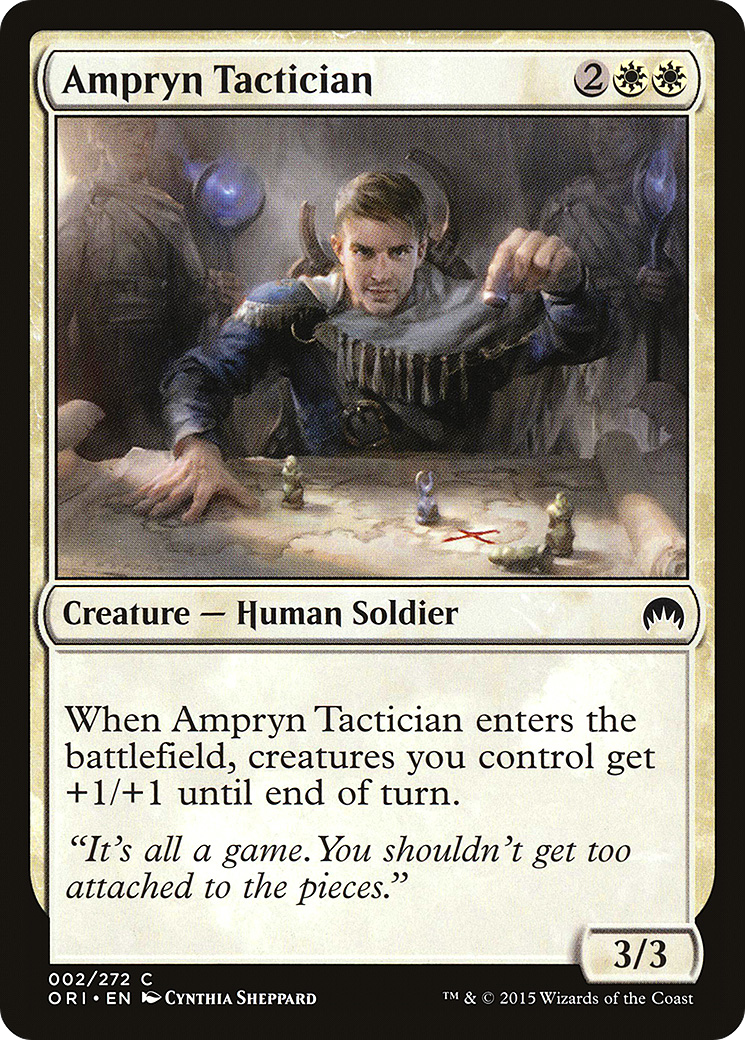 Ampryn Tactician 2
Creature — Human Soldier
When Ampryn Tactician enters the
battlefield, creatures you control get
+1/+1 until end of turn.
“It’s all a game. You shouldn’t get too
attached to the pieces.”
3/3
002/272 C
ORI • EN Cynthia Sheppard
™ & © 2015 Wizards of the Coast